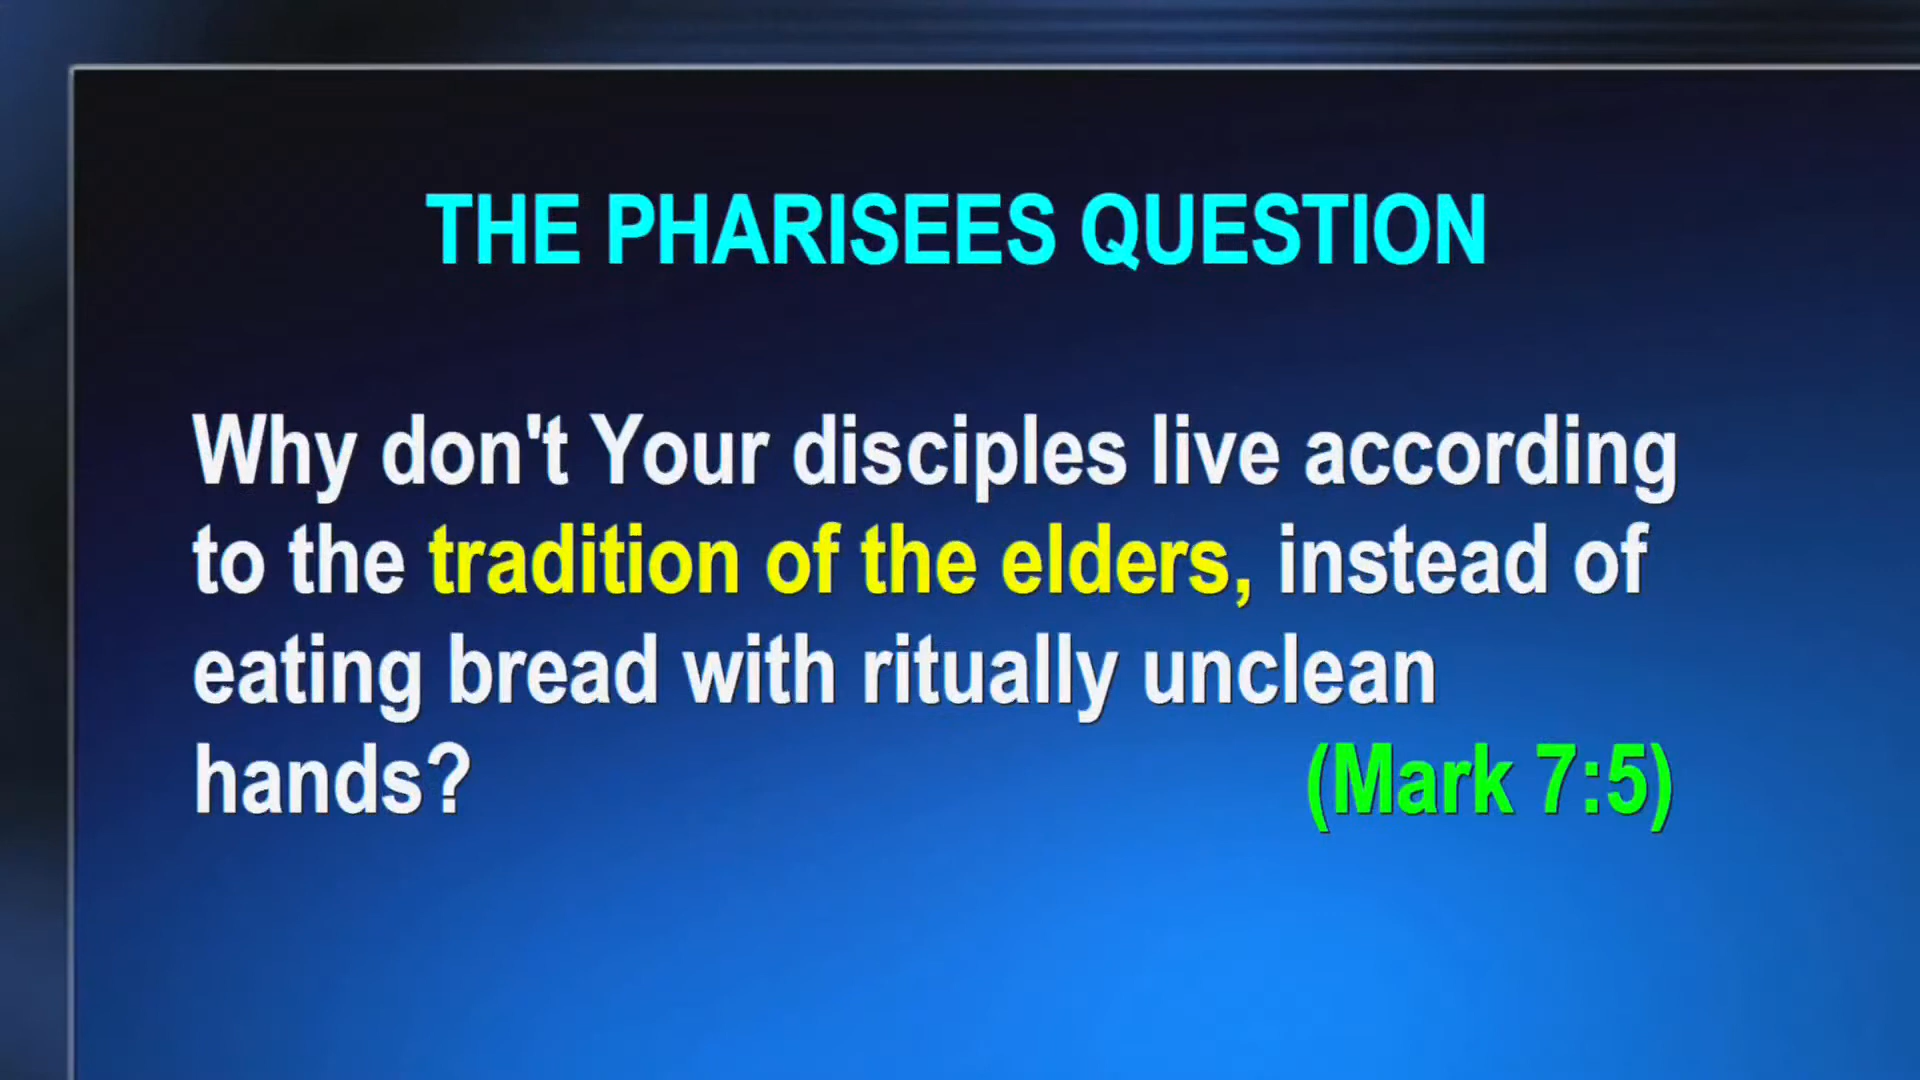 THE PHARISEES QUESTION
Why don't Your disciples live according
to the tradition of the elders, instead of
eating bread with ritually unclean
hands? (Mark 7:5)